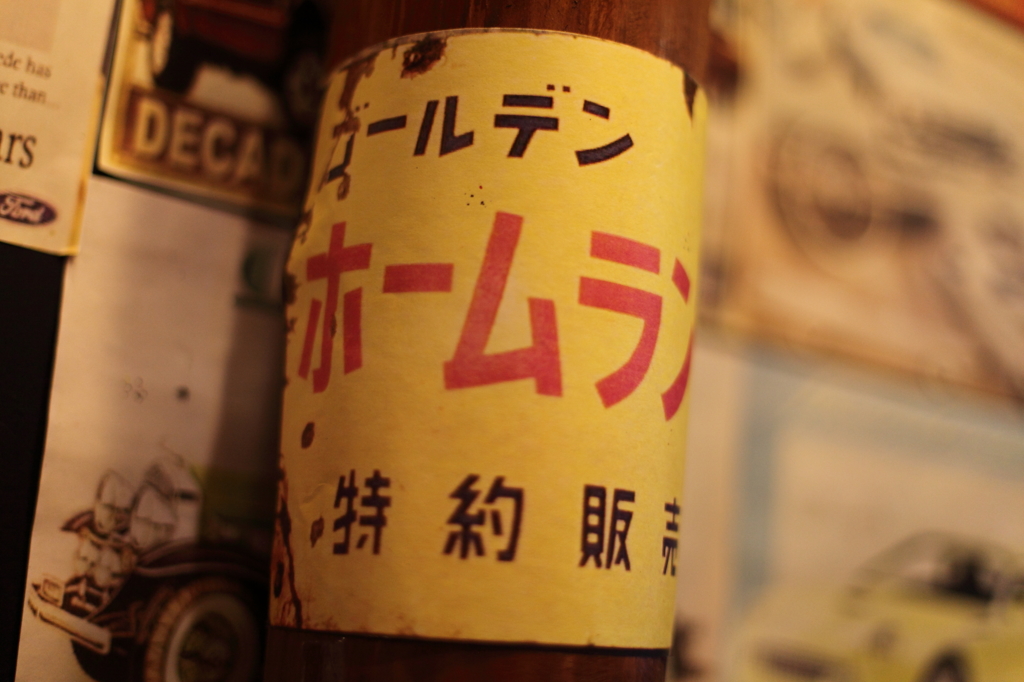 ede has
e than...
ars
Ford
DECAD
ゴールデン
ホームラン
特約販売